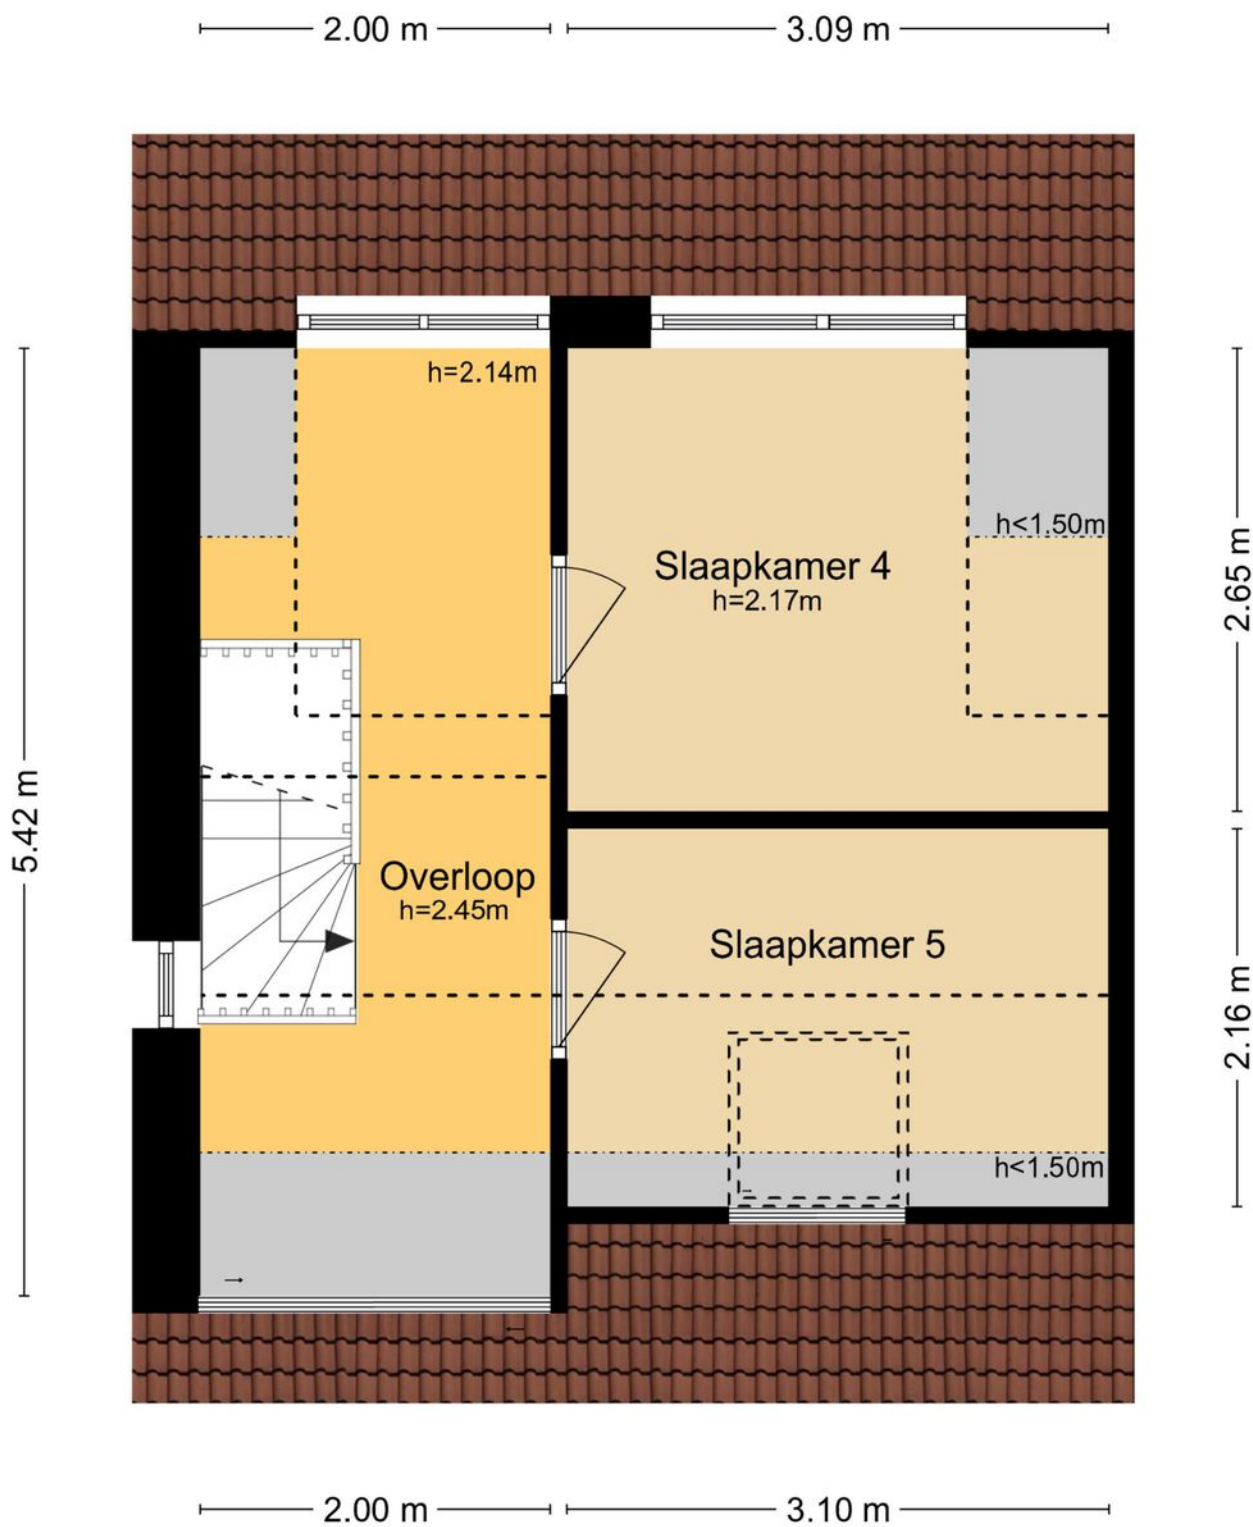 2.00 m
3.09 m
h=2.14m
h<1.50m
Slaapkamer 4
h=2.17m
2.65 m
5.42 m
Overloop
h=2.45m
Slaapkamer 5
2.16 m
h<1.50m
2.00 m
3.10 m